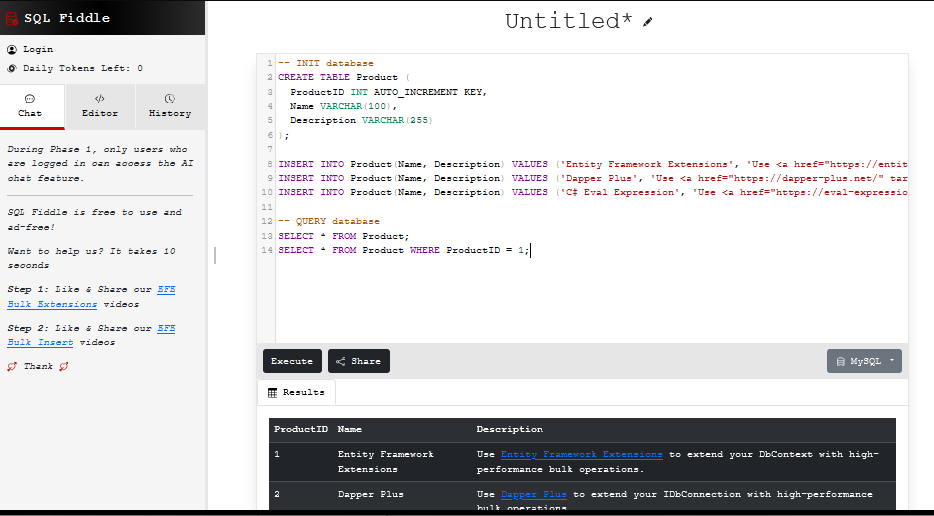 SQL Fiddle
Login
Daily Tokens Left: 0
Chat
Editor
History
During Phase 1, only users who
are logged in can access the AI
chat feature.
SQL Fiddle is free to use and
ad-free!
Want to help us? It takes 10
seconds
Step 1: Like & Share our EFE
Bulk Extensions videos
Step 2: Like & Share our EFE
Bulk Insert videos
Thank
Untitled*
1 -- INIT database
2 CREATE TABLE Product (
3 ProductID INT AUTO_INCREMENT KEY,
4 Name VARCHAR(100),
5 Description VARCHAR(255)
6 );
7
8 INSERT INTO Product(Name, Description) VALUES ('Entity Framework Extensions', 'Use <a href="https://entit
9 INSERT INTO Product(Name, Description) VALUES ('Dapper Plus', 'Use <a href="https://dapper-plus.net/" tar
10 INSERT INTO Product(Name, Description) VALUES ('C# Eval Expression', 'Use <a href="https://eval-expressio
11
12 -- QUERY database
13 SELECT * FROM Product;
14 SELECT * FROM Product WHERE ProductID = 1;
Execute
Share
MySQL
Results
ProductID Name Description
1 Entity Framework Extensions Use Entity Framework Extensions to extend your DbContext with high-
performance bulk operations.
2 Dapper Plus Use Dapper Plus to extend your IDbConnection with high-performance
bulk operations